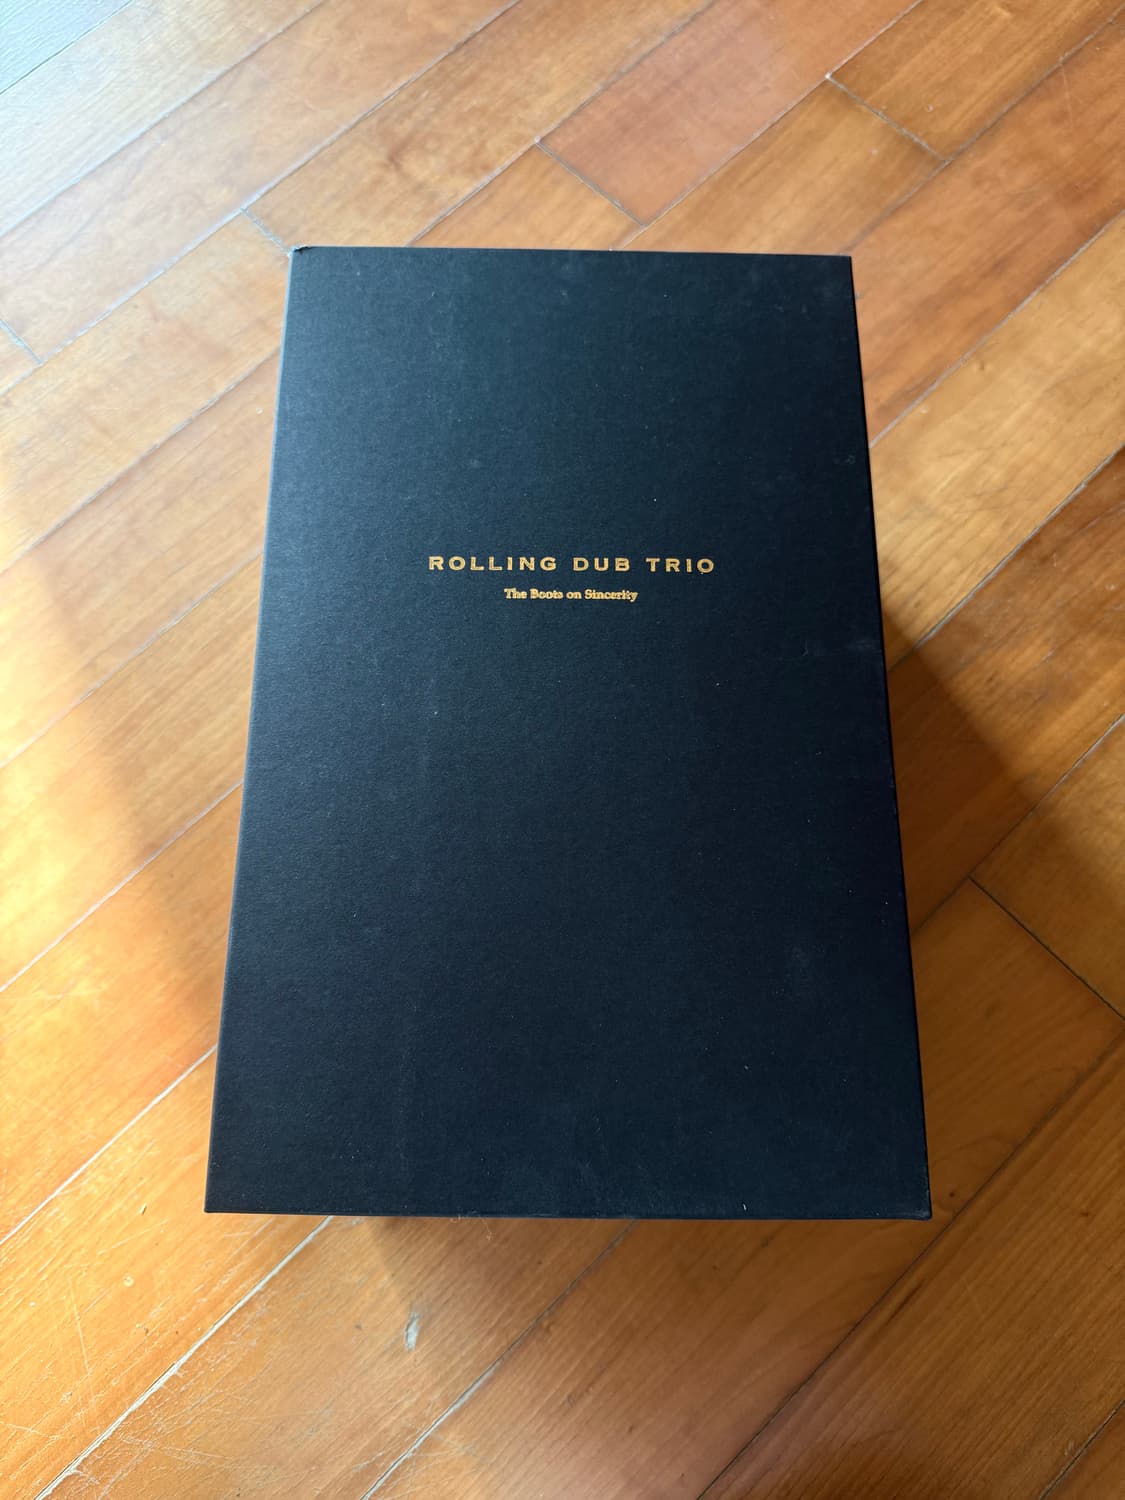 ROLLING DUB TRIO
The Boots on Sincerity